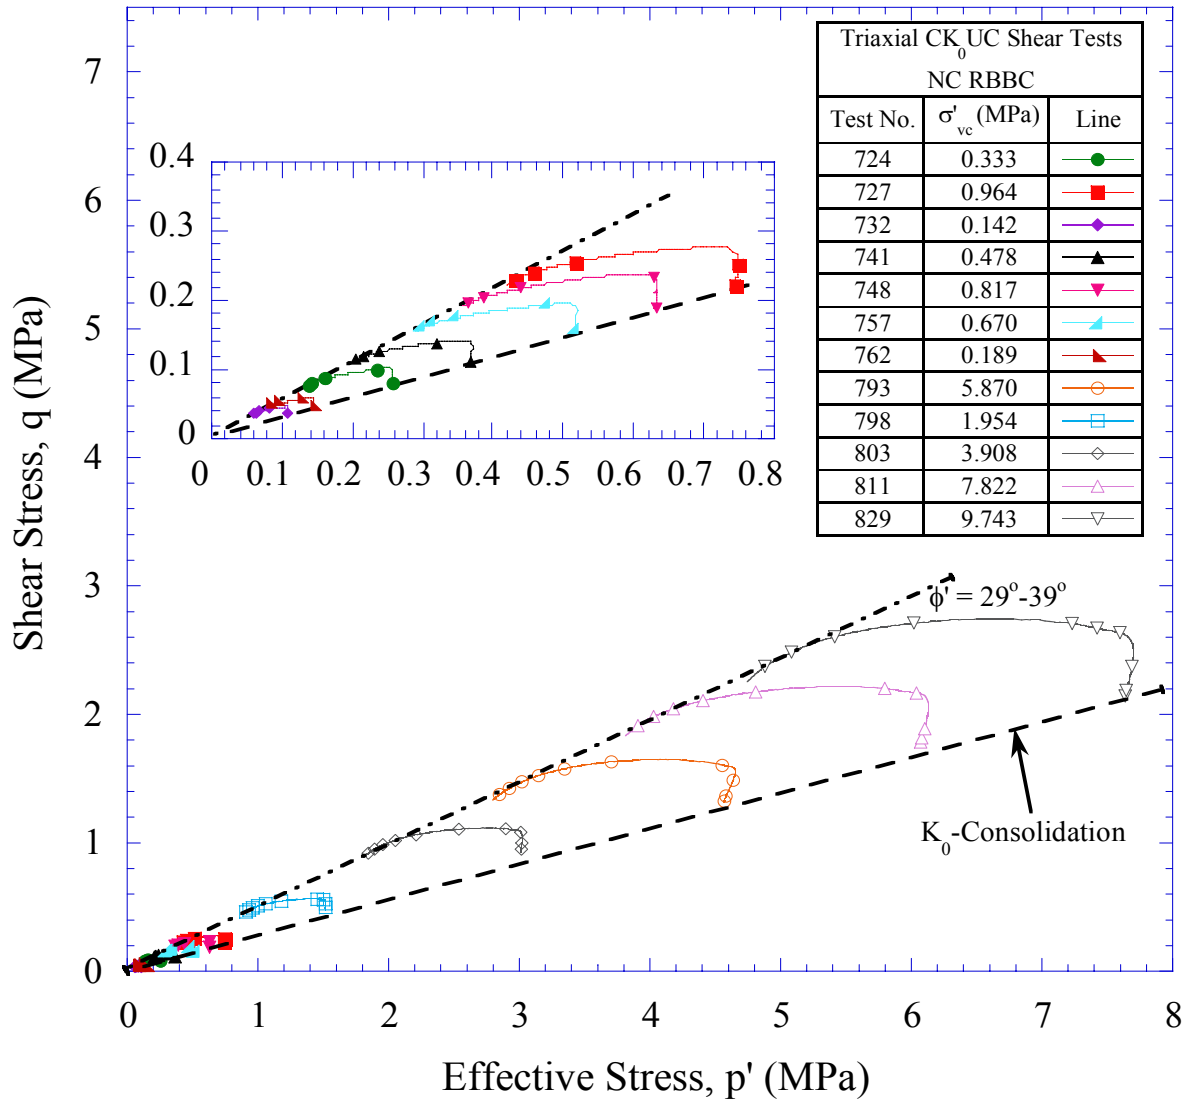 Triaxial CK0UC Shear Tests
NC RBBC
Test No. σ'vc (MPa) Line
724 0.333
727 0.964
732 0.142
741 0.478
748 0.817
757 0.670
762 0.189
793 5.870
798 1.954
803 3.908
811 7.822
829 9.743
7
6
5
4
3
2
1
0
Shear Stress, q (MPa)
0.4
0.3
0.2
0.1
0
0 0.1 0.2 0.3 0.4 0.5 0.6 0.7 0.8
ϕ' = 29°-39°
K0-Consolidation
0 1 2 3 4 5 6 7 8
Effective Stress, p' (MPa)